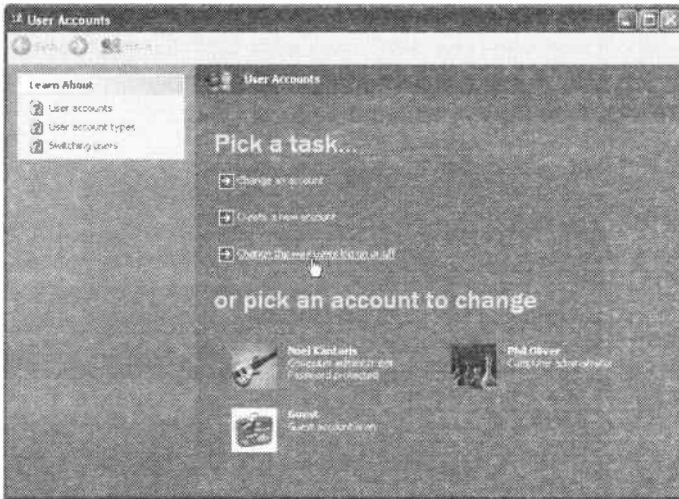 User Accounts
Back
Learn About
User accounts
User account types
Switching users
User Accounts
Pick a task...
Change an account
Create a new account
Change the way users log on or off
or pick an account to change
Noel Kantaris
Computer administrator
Password protected
Phil Oliver
Computer administrator
Guest
Guest account is on